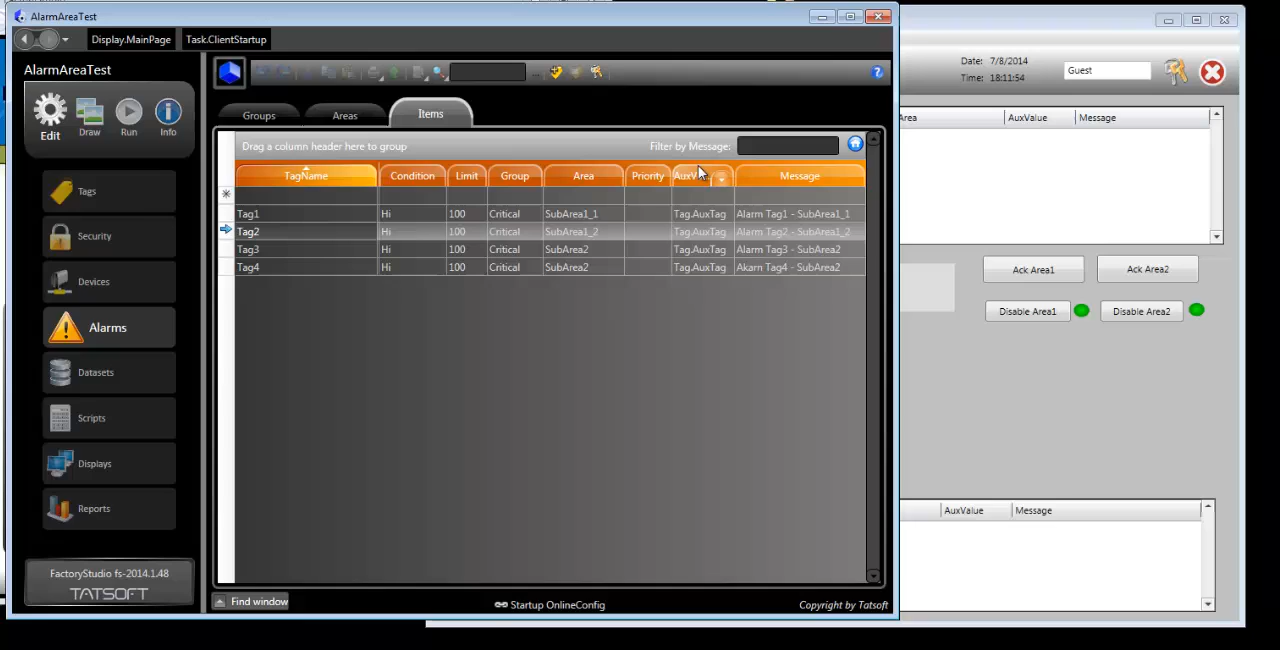 AlarmAreaTest
Display.MainPage Task.ClientStartup
AlarmAreaTest
Edit Draw Run Info
Tags
Security
Devices
Alarms
Datasets
Scripts
Displays
Reports
FactoryStudio fs-2014.1.48
TATSOFT
Groups Areas Items
Drag a column header here to group Filter by Message:
TagName Condition Limit Group Area Priority AuxV... Message
Tag1 Hi 100 Critical SubArea1_1 Tag.AuxTag Alarm Tag1 - SubArea1_1
Tag2 Hi 100 Critical SubArea1_2 Tag.AuxTag Alarm Tag2 - SubArea1_2
Tag3 Hi 100 Critical SubArea2 Tag.AuxTag Alarm Tag3 - SubArea2
Tag4 Hi 100 Critical SubArea2 Tag.AuxTag Akarn Tag4 - SubArea2
Find window
Startup OnlineConfig
Copyright by Tatsoft
Date: 7/8/2014
Time: 18:11:54
Guest
Area AuxValue Message
Ack Area1 Ack Area2
Disable Area1 Disable Area2
AuxValue Message